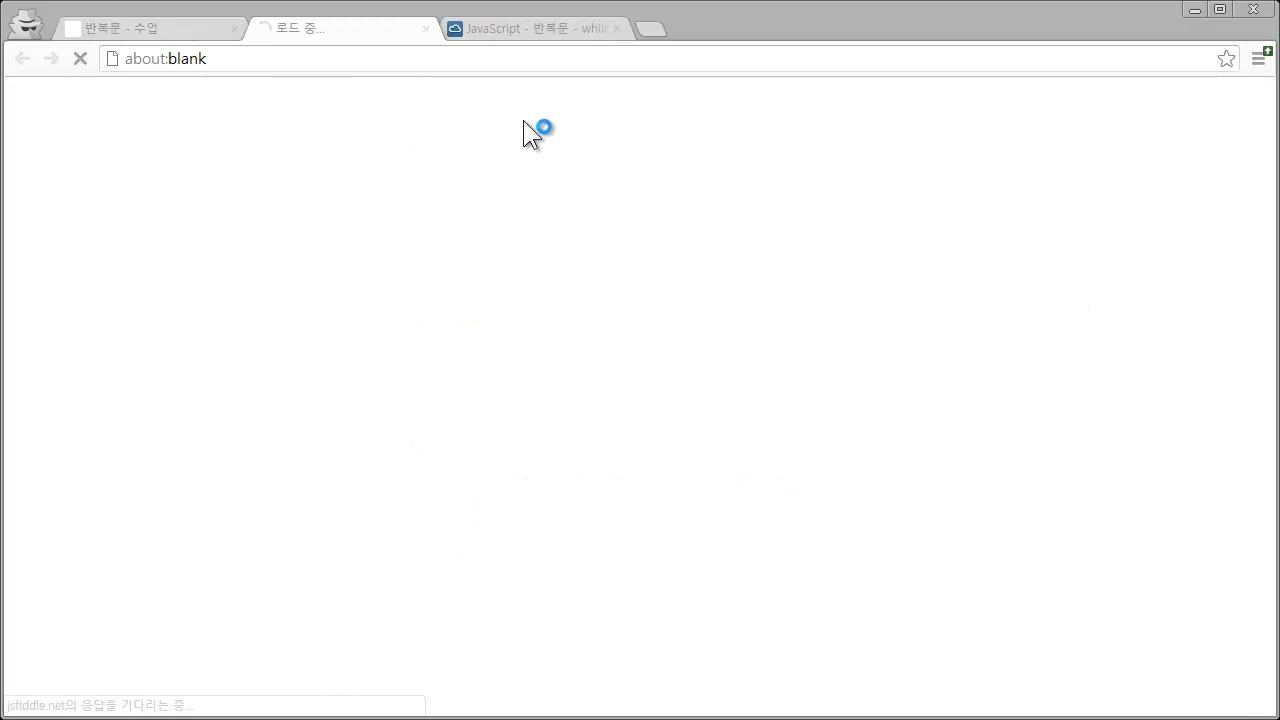 반복문 - 수업
로드 중...
JavaScript - 반복문 - while
about:blank
jsfiddle.net의 응답을 기다리는 중...